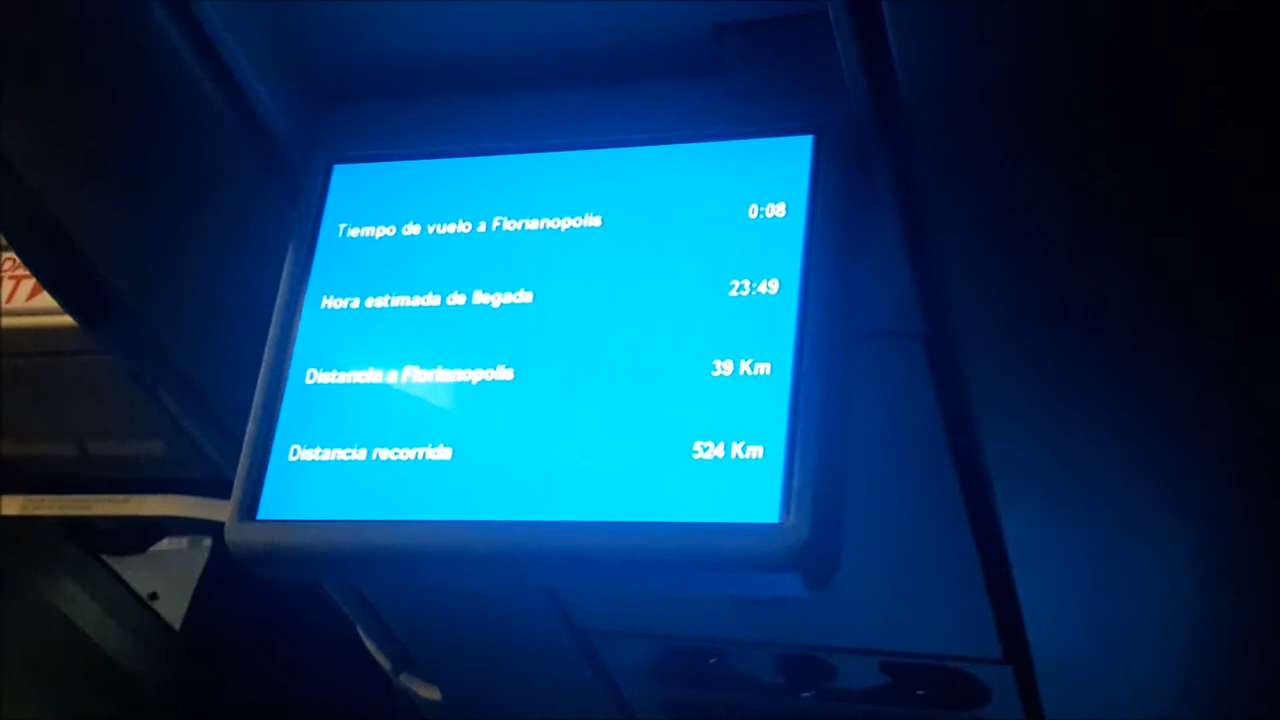 Tiempo de vuelo a Florianopolis 0:08
Hora estimada de llegada 23:49
Distancia a Florianopolis 39 Km
Distancia recorrida 524 Km